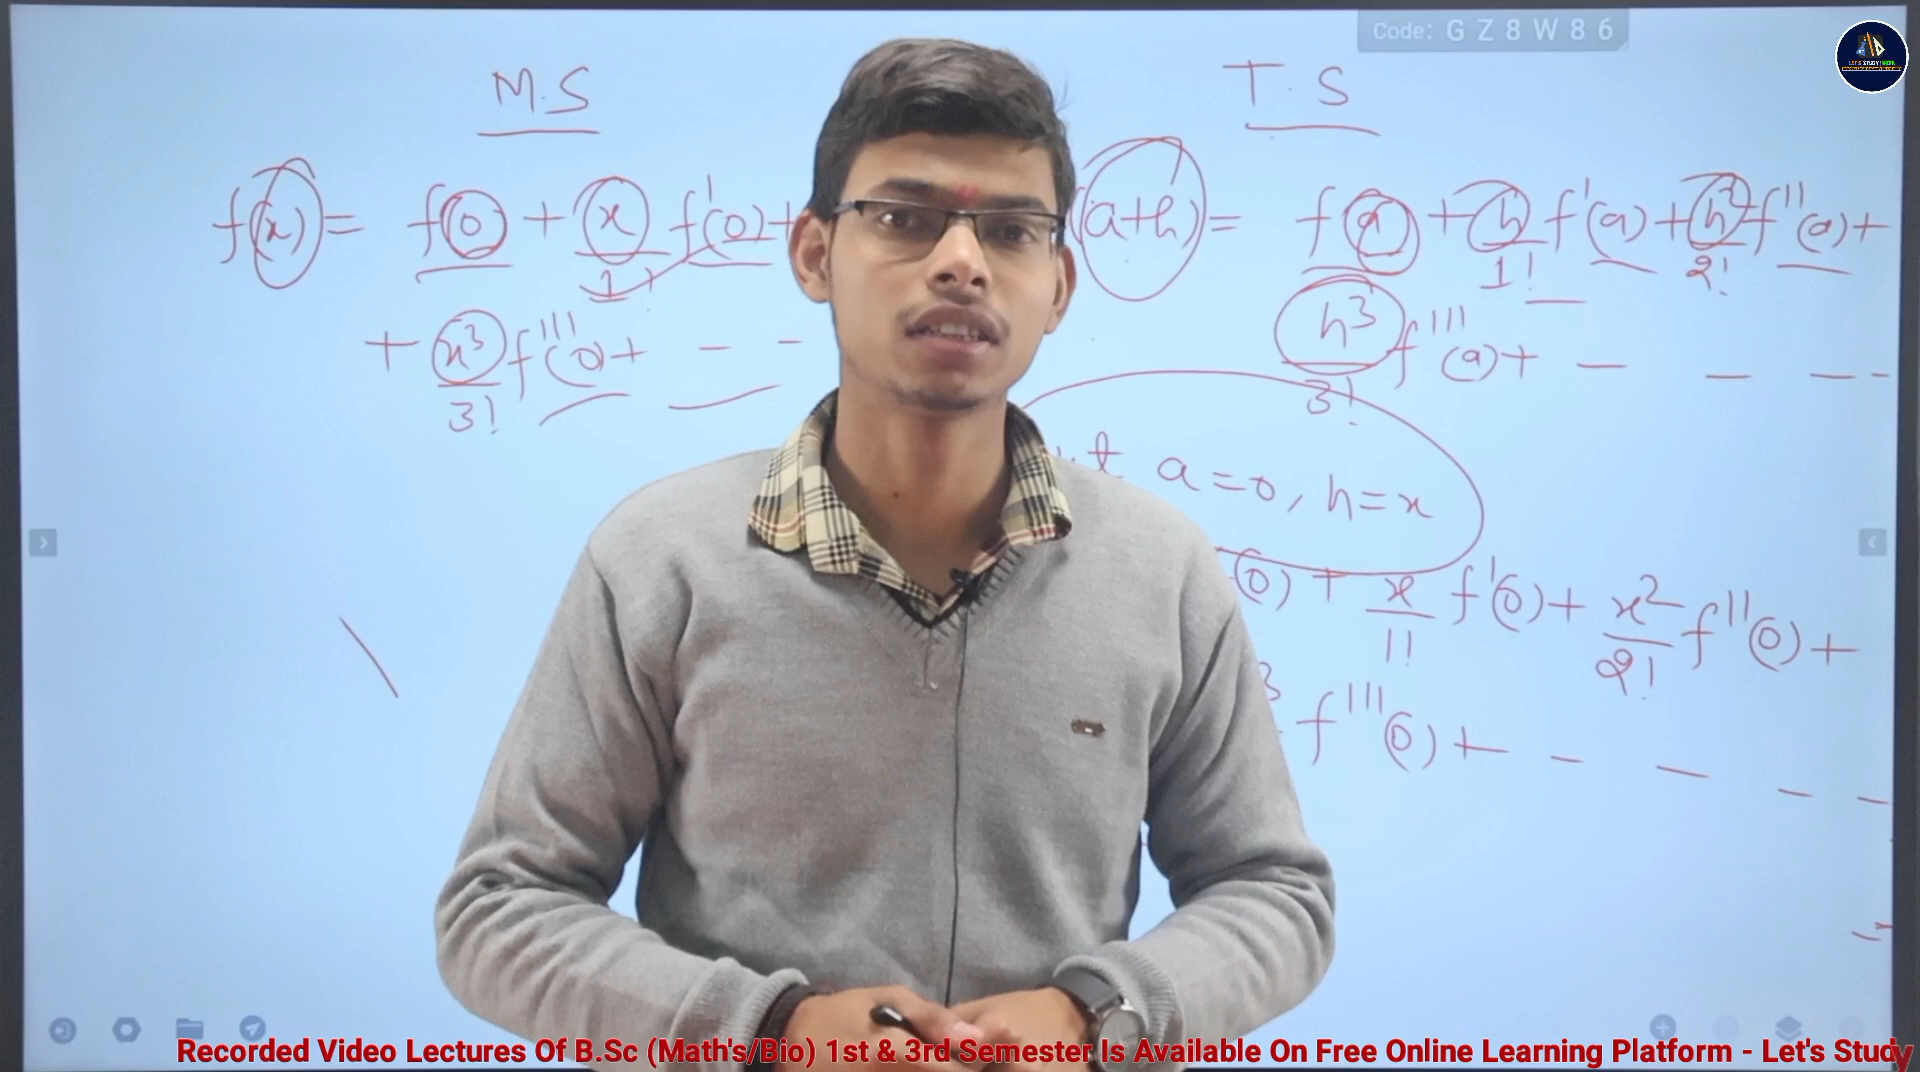 Code: GZ8W86
M.S
T.S
f(x) = f(0) + x/1! f'(0) +
+ x³/3! f'''(0) + - -
(a+h) = f(a) + h/1! f'(a) + h²/2! f''(a) +
h³/3! f'''(a) + - - - -
a=0, h=x
(0) + x/1! f'(0) + x²/2! f''(0) +
f'''(0) + - - - -
Recorded Video Lectures Of B.Sc (Math's/Bio) 1st & 3rd Semester Is Available On Free Online Learning Platform - Let's Study